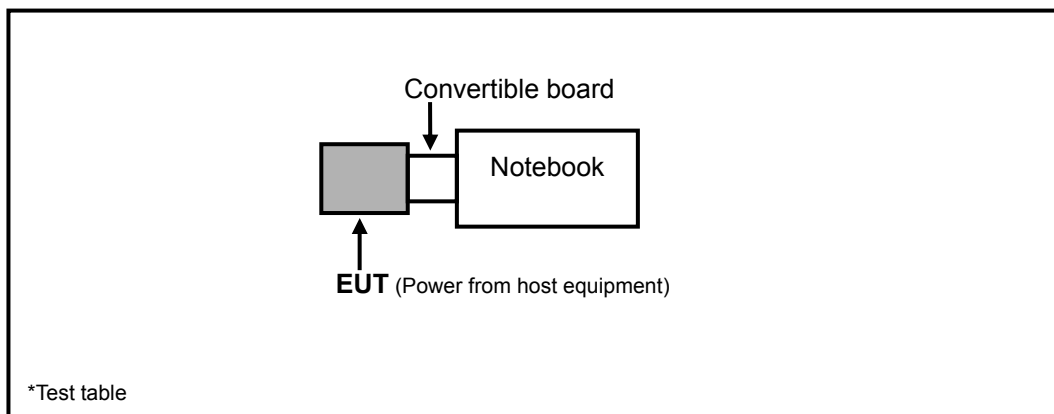 Convertible board
Notebook
EUT (Power from host equipment)
*Test table